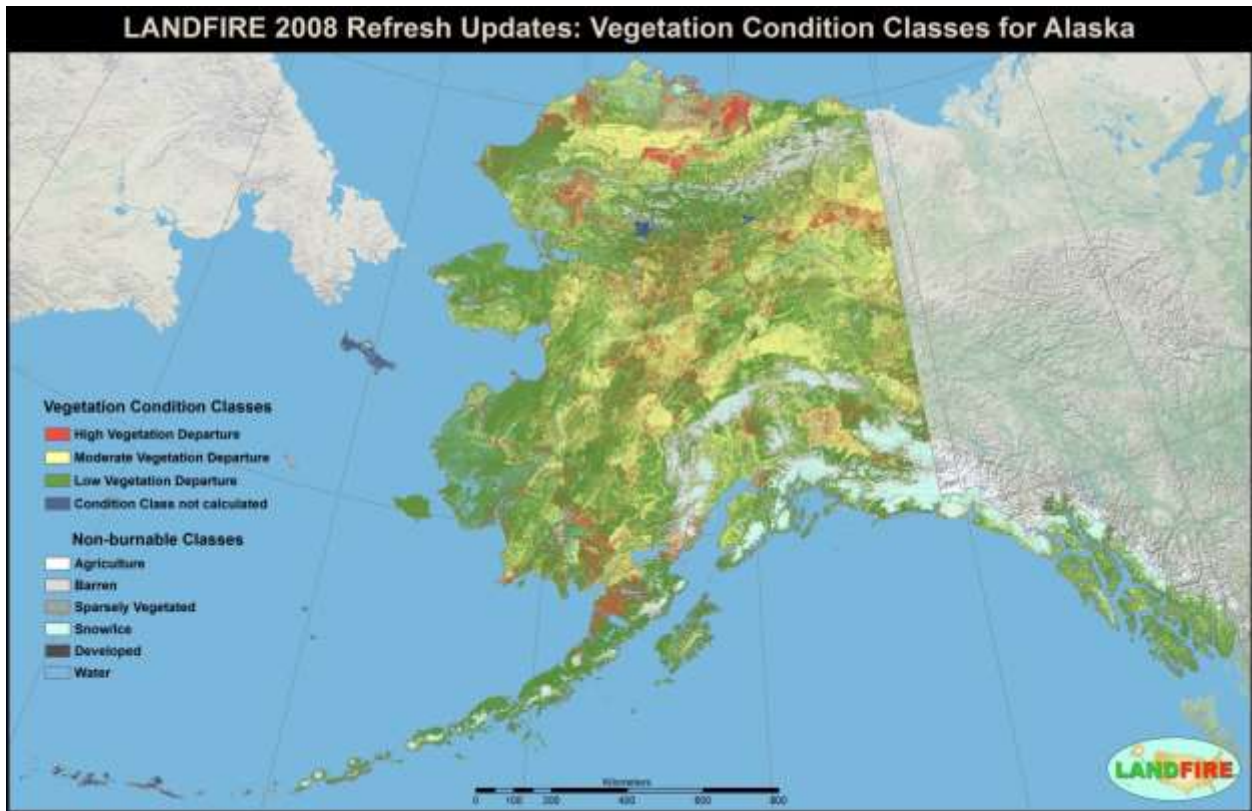 LANDFIRE 2008 Refresh Updates: Vegetation Condition Classes for Alaska
Vegetation Condition Classes
High Vegetation Departure
Moderate Vegetation Departure
Low Vegetation Departure
Condition Class not calculated
Non-burnable Classes
Agriculture
Barren
Sparsely Vegetated
Snow/Ice
Developed
Water
Kilometers
0 100 200 400 600 800
LANDFIRE